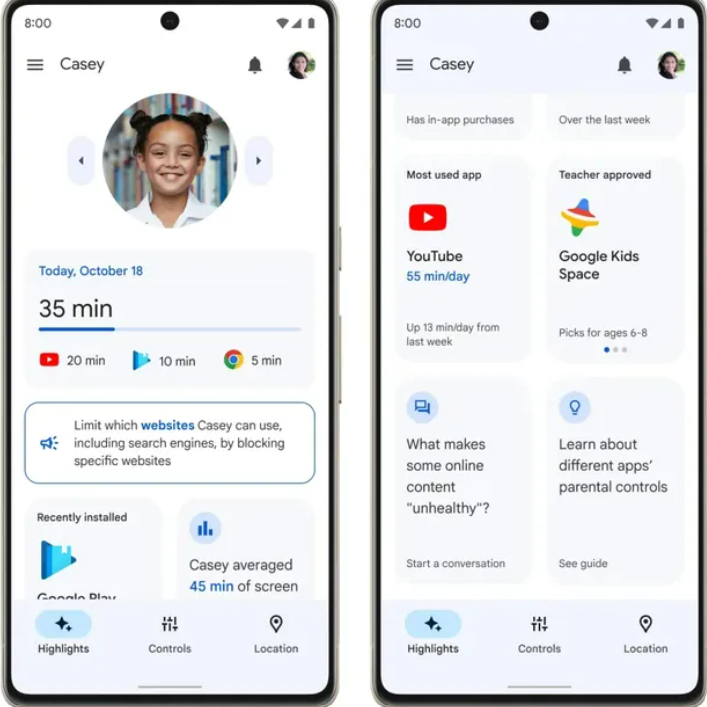 8:00
Casey
Today, October 18
35 min
20 min
10 min
5 min
Limit which websites Casey can use,
including search engines, by blocking
specific websites
Recently installed
Google Play
Casey averaged
45 min of screen
Highlights
Controls
Location
8:00
Casey
Has in-app purchases
Over the last week
Most used app
YouTube
55 min/day
Up 13 min/day from
last week
Teacher approved
Google Kids
Space
Picks for ages 6-8
What makes
some online
content
"unhealthy"?
Start a conversation
Learn about
different apps’
parental controls
See guide
Highlights
Controls
Location